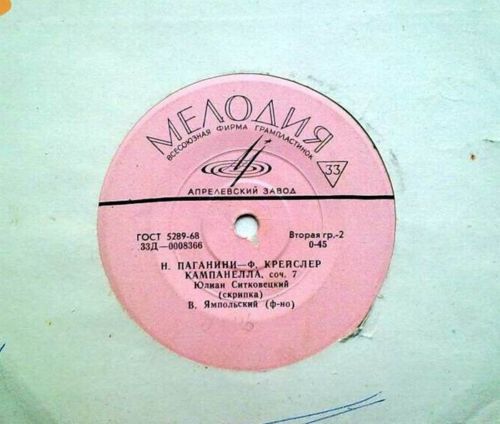 МЕЛОДИЯ
ВСЕСОЮЗНАЯ ФИРМА ГРАМПЛАСТИНОК
33
АПРЕЛЕВСКИЙ ЗАВОД
ГОСТ 5289-68 Вторая гр.-2
33Д—0008366 0-45
Н. ПАГАНИНИ—Ф. КРЕЙСЛЕР
КАМПАНЕЛЛА, соч. 7
Юлиан Ситковецкий
(скрипка)
В. Ямпольский (ф-но)